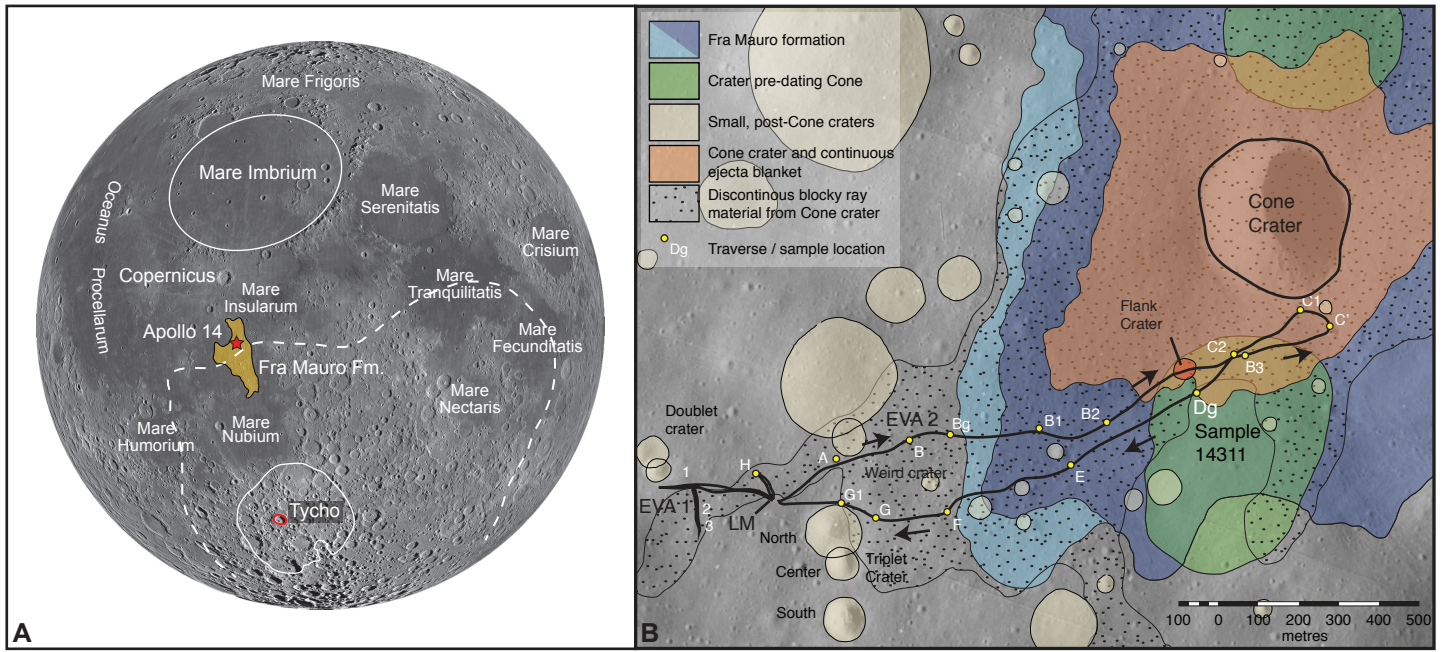 Mare Frigoris
Mare Imbrium
Mare
Serenitatis
Oceanus
Procellarum
Mare
Crisium
Copernicus
Mare
Insularum
Mare
Tranquilitatis
Apollo 14
Mare
Fecunditatis
Fra Mauro Fm.
Mare
Nectaris
Mare
Humorium
Mare
Nubium
Tycho
A
Fra Mauro formation
Crater pre-dating Cone
Small, post-Cone craters
Cone crater and continuous
ejecta blanket
Discontinous blocky ray
material from Cone crater
Dg
Traverse / sample location
Cone
Crater
Flank
Crater
C1
C'
C2
B3
Dg
Sample
14311
Doublet
crater
EVA 2
Bg
B1
B2
B
A
H
Weird crater
E
1
EVA 1
2
3
LM
G1
G
F
North
Center
Triplet
Crater
South
100
0
100
200
300
400
500
metres
B